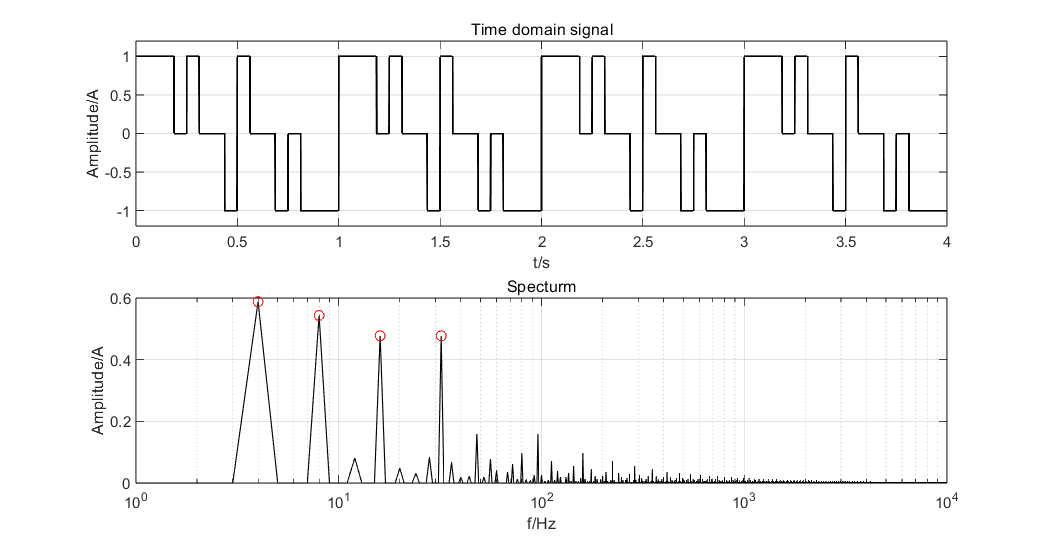 Time domain signal
1
0.5
0
-0.5
-1
Amplitude/A
0 0.5 1 1.5 2 2.5 3 3.5 4
t/s
Specturm
0.6
0.4
0.2
0
Amplitude/A
10^0 10^1 10^2 10^3 10^4
f/Hz